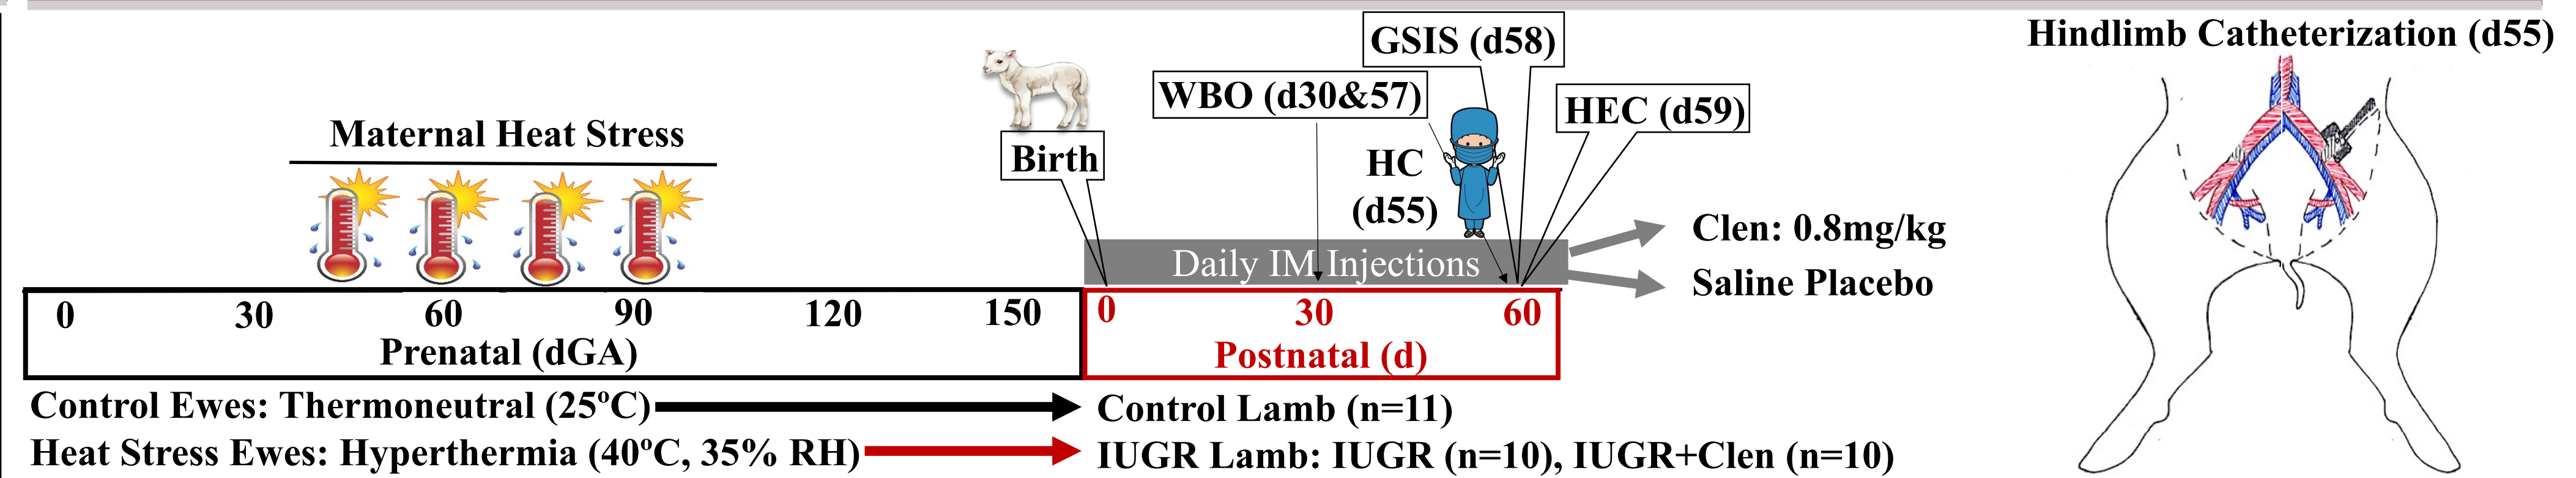 Maternal Heat Stress
Birth
WBO (d30&57)
GSIS (d58)
HC
(d55)
HEC (d59)
Hindlimb Catheterization (d55)
Daily IM Injections
Clen: 0.8mg/kg
Saline Placebo
0 30 60 90 120 150
Prenatal (dGA)
0 30 60
Postnatal (d)
Control Ewes: Thermoneutral (25ºC)
Control Lamb (n=11)
Heat Stress Ewes: Hyperthermia (40ºC, 35% RH)
IUGR Lamb: IUGR (n=10), IUGR+Clen (n=10)